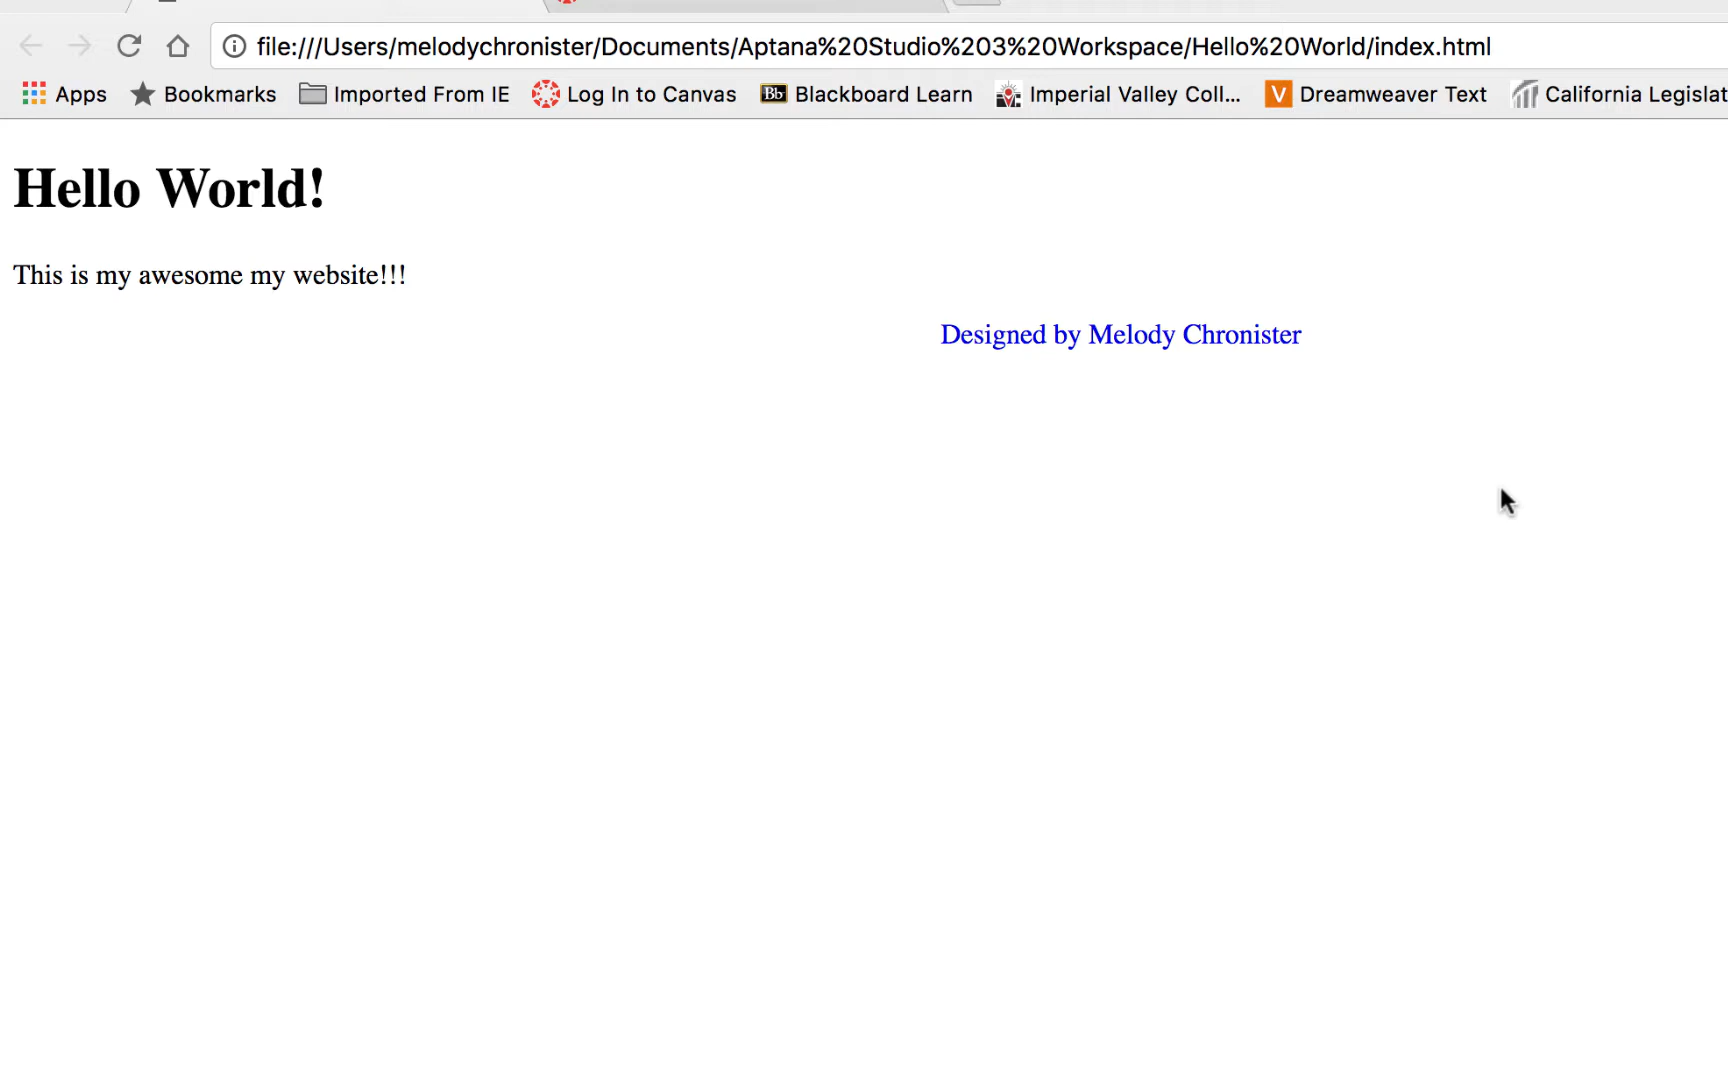 file:///Users/melodychronister/Documents/Aptana%20Studio%203%20Workspace/Hello%20World/index.html
Apps Bookmarks Imported From IE Log In to Canvas Bb Blackboard Learn Imperial Valley Coll... V Dreamweaver Text California Legislat
Hello World!
This is my awesome my website!!!
Designed by Melody Chronister